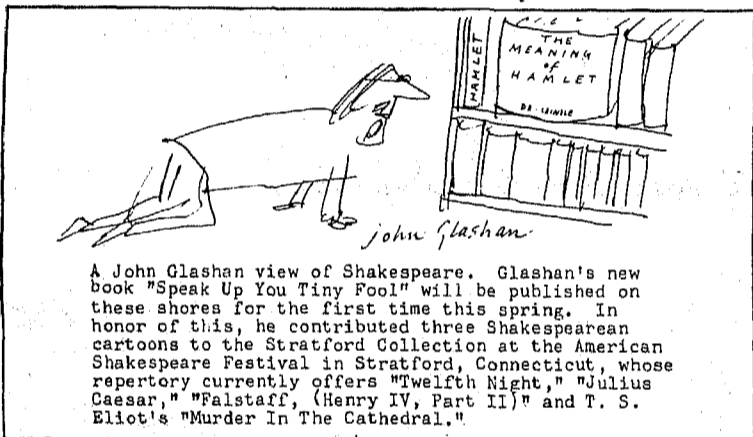 HAMLET
THE
MEANING
of
HAMLET
John Glashan
A John Glashan view of Shakespeare. Glashan's new
book "Speak Up You Tiny Fool" will be published on
these shores for the first time this spring. In
honor of this, he contributed three Shakespearean
cartoons to the Stratford Collection at the American
Shakespeare Festival in Stratford, Connecticut, whose
repertory currently offers "Twelfth Night," "Julius
Caesar," "Falstaff, (Henry IV, Part II)" and T. S.
Eliot's "Murder In The Cathedral."